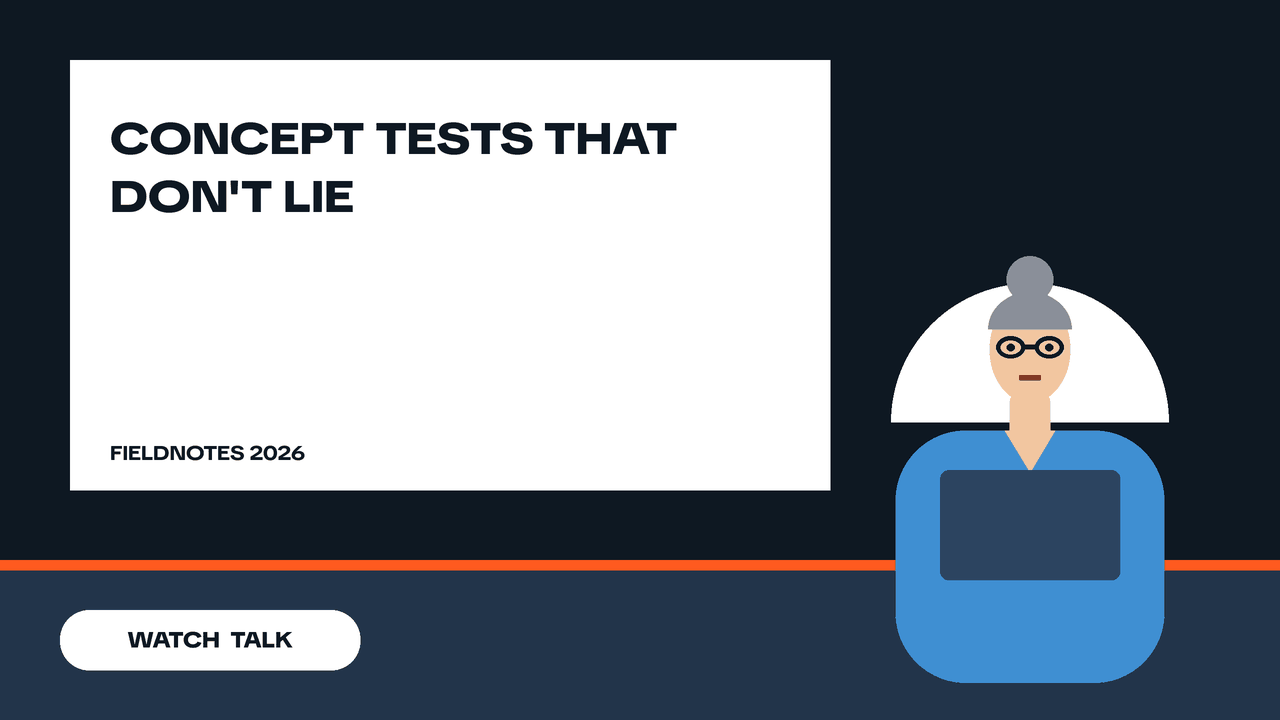 CONCEPT TESTS THAT
DON'T LIE
FIELDNOTES 2026
WATCH TALK